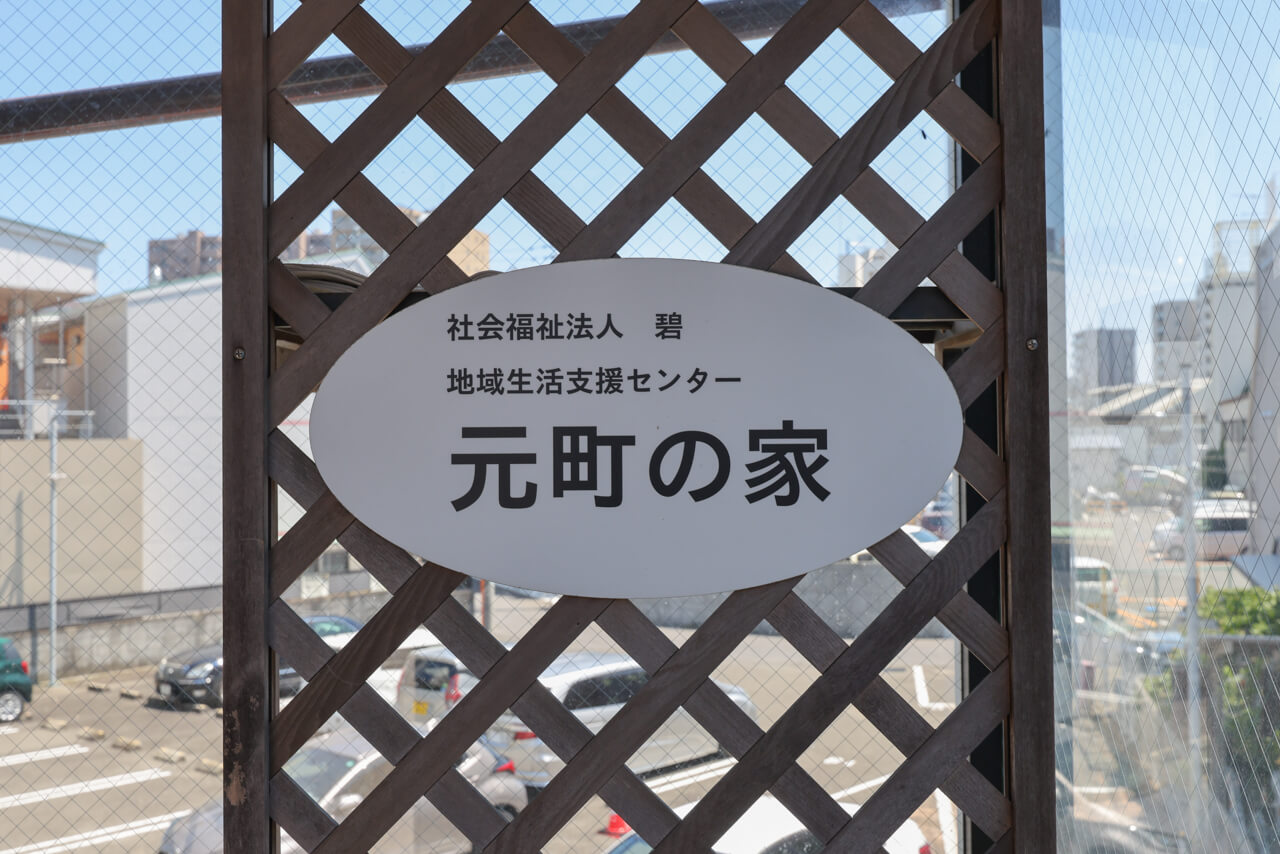 社会福祉法人　碧
地域生活支援センター
元町の家